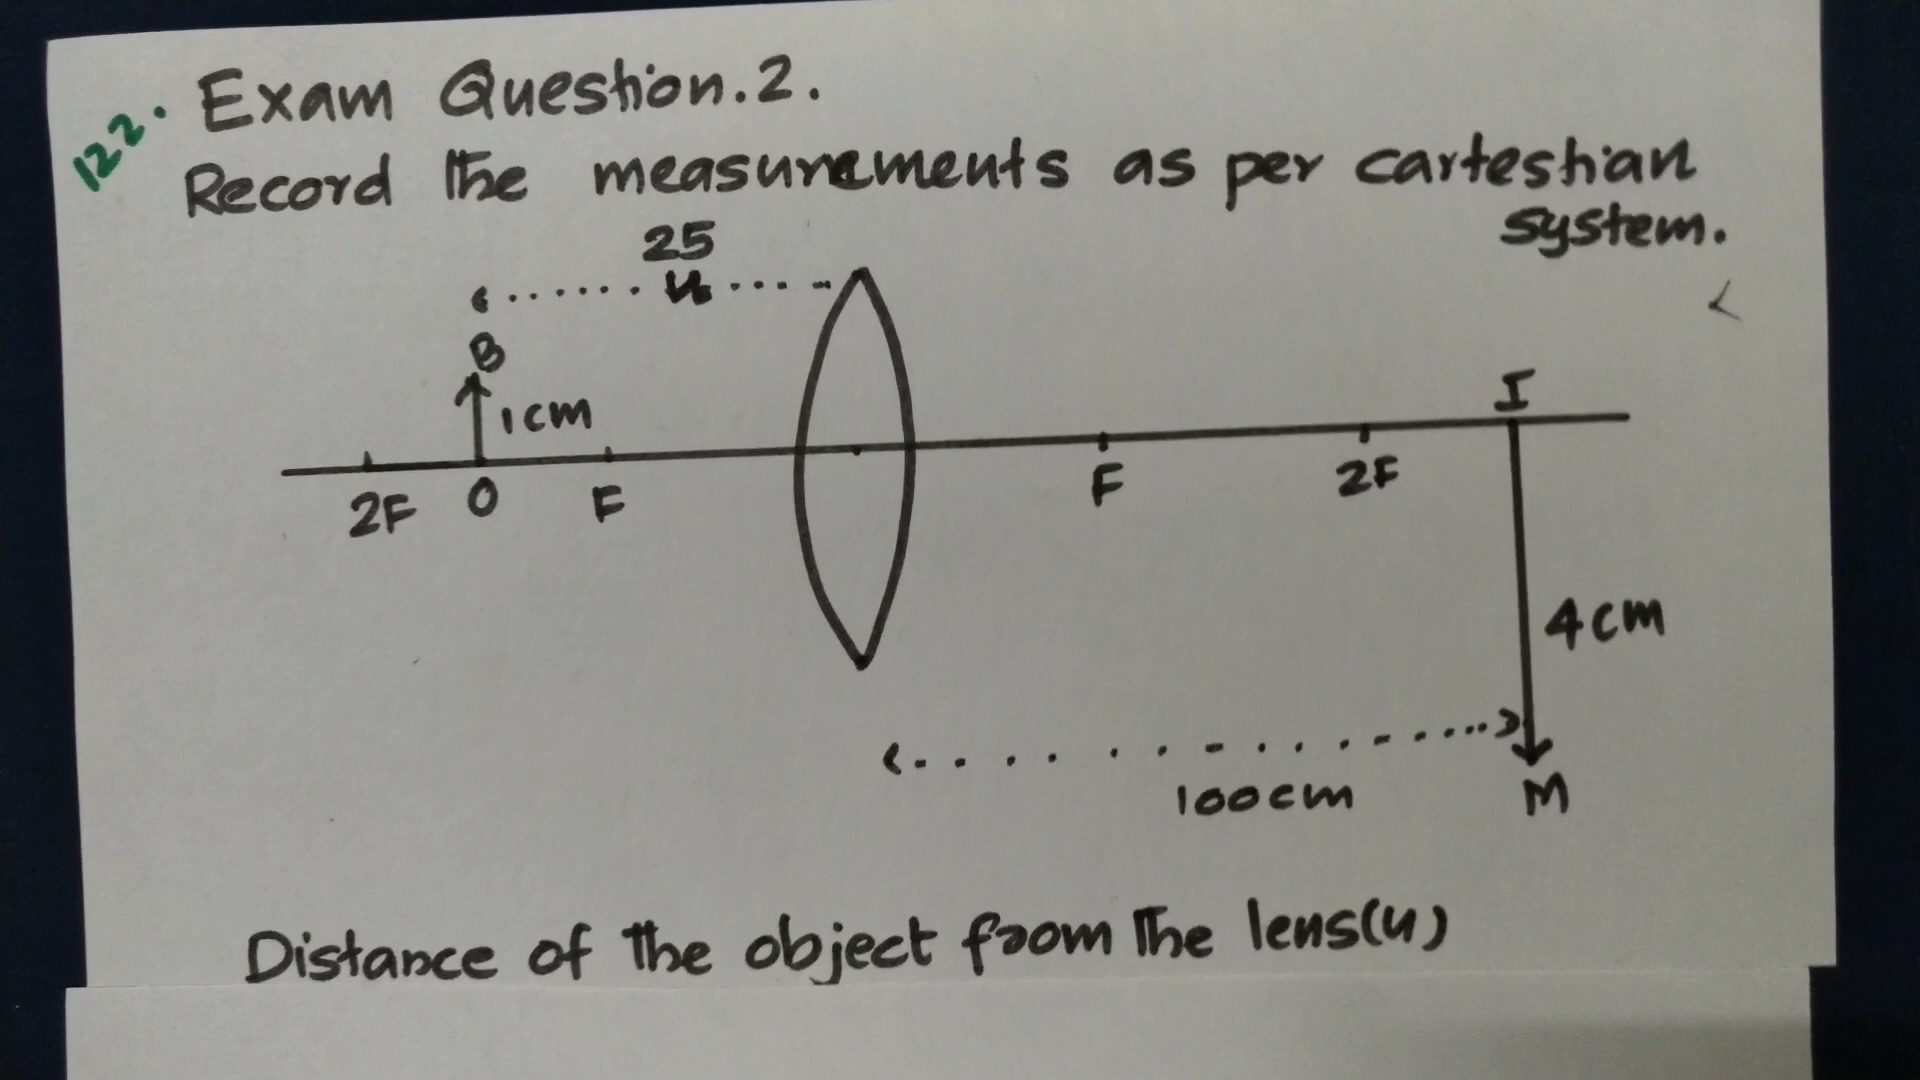 122. Exam Question.2.
Record the measurements as per cartestian
system.
25
u
B
1cm
I
2F O F F 2F
4cm
100cm
M
Distance of the object from the lens(u)